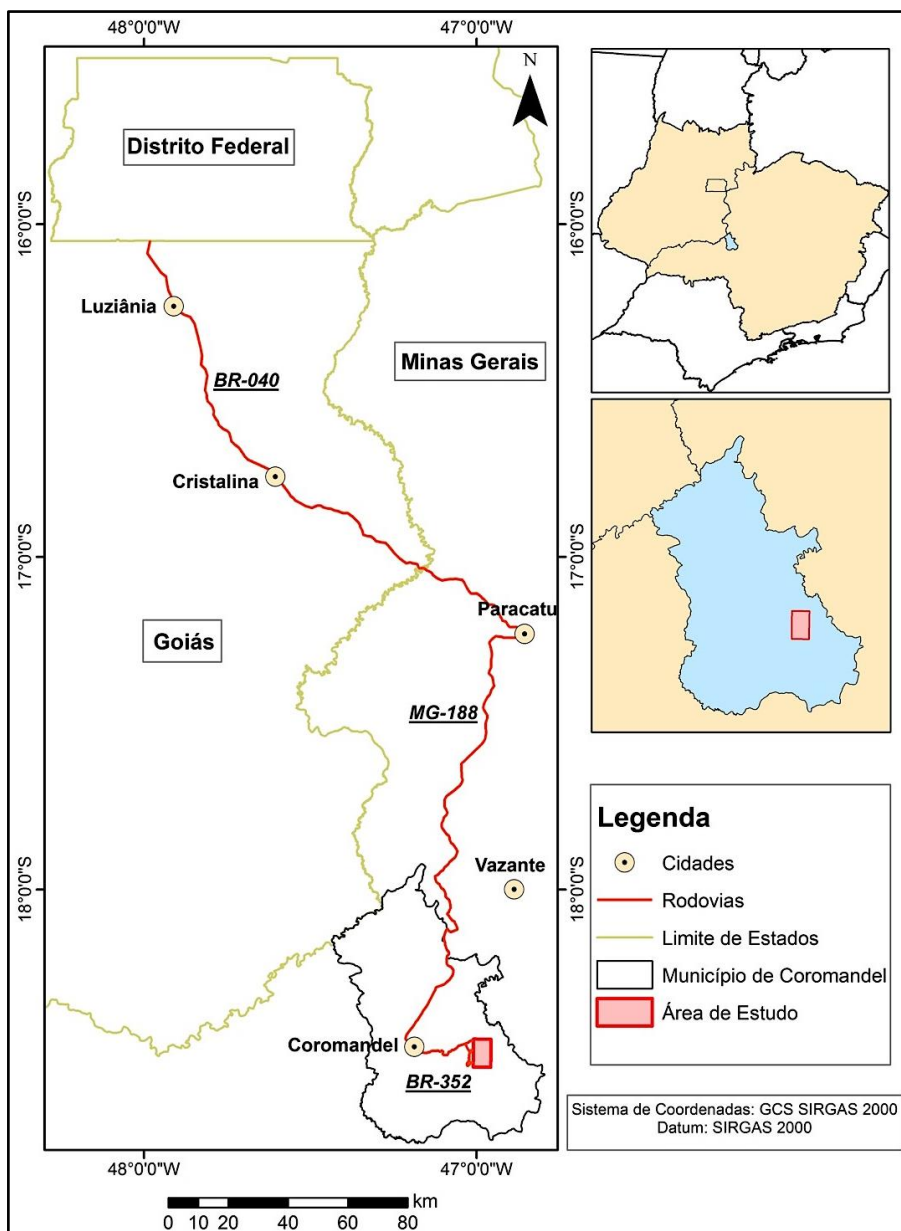 48°0'0"W
47°0'0"W
N
Distrito Federal
16°0'0"S
16°0'0"S
Luziânia
BR-040
Minas Gerais
Cristalina
17°0'0"S
17°0'0"S
Paracatu
Goiás
MG-188
Vazante
18°0'0"S
18°0'0"S
Coromandel
BR-352
48°0'0"W
47°0'0"W
km
0 10 20 40 60 80
Legenda
Cidades
Rodovias
Limite de Estados
Município de Coromandel
Área de Estudo
Sistema de Coordenadas: GCS SIRGAS 2000
Datum: SIRGAS 2000